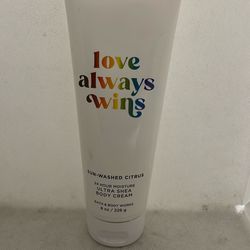 love
always
wins
SUN-WASHED CITRUS
24 HOUR MOISTURE
ULTRA SHEA
BODY CREAM
BATH & BODY WORKS
8 oz / 226 g